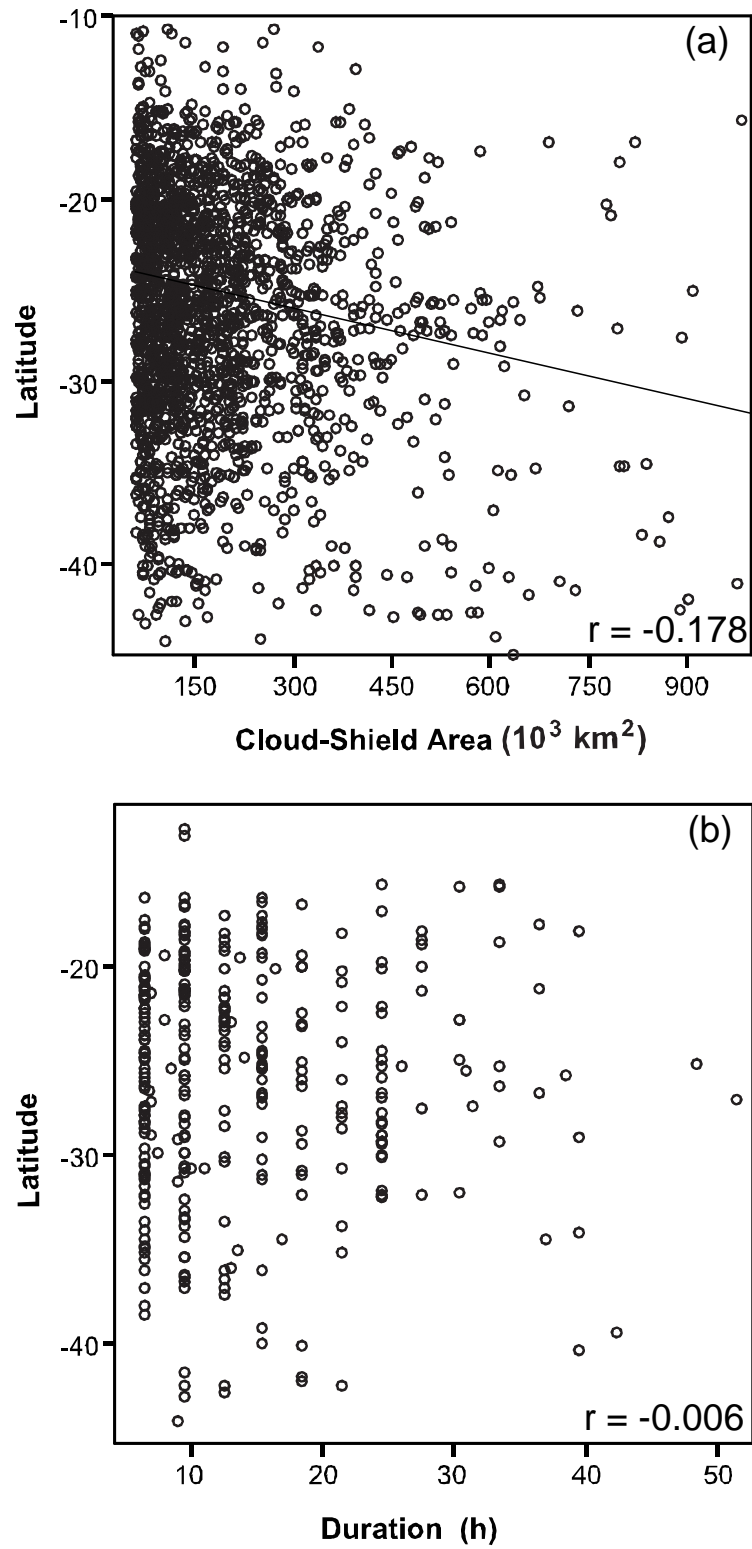 (a)
-10
-20
-30
-40
Latitude
r = -0.178
150 300 450 600 750 900
Cloud-Shield Area (10³ km²)
(b)
-20
-30
-40
Latitude
r = -0.006
10 20 30 40 50
Duration (h)